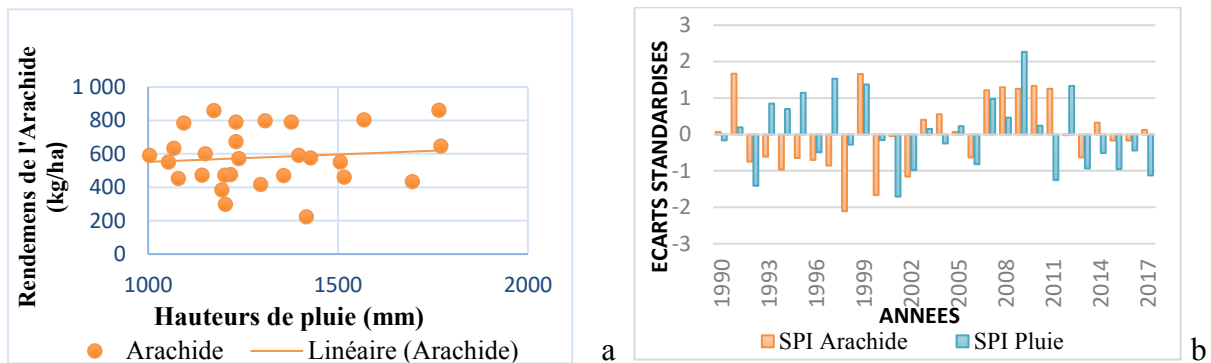 Rendemens de l'Arachide
(kg/ha)
1 000
800
600
400
200
0
1000 1500 2000
Hauteurs de pluie (mm)
Arachide Linéaire (Arachide)
a
ECARTS STANDARDISES
3
2
1
0
-1
-2
-3
1990 1993 1996 1999 2002 2005 2008 2011 2014 2017
ANNEES
SPI Arachide SPI Pluie
b